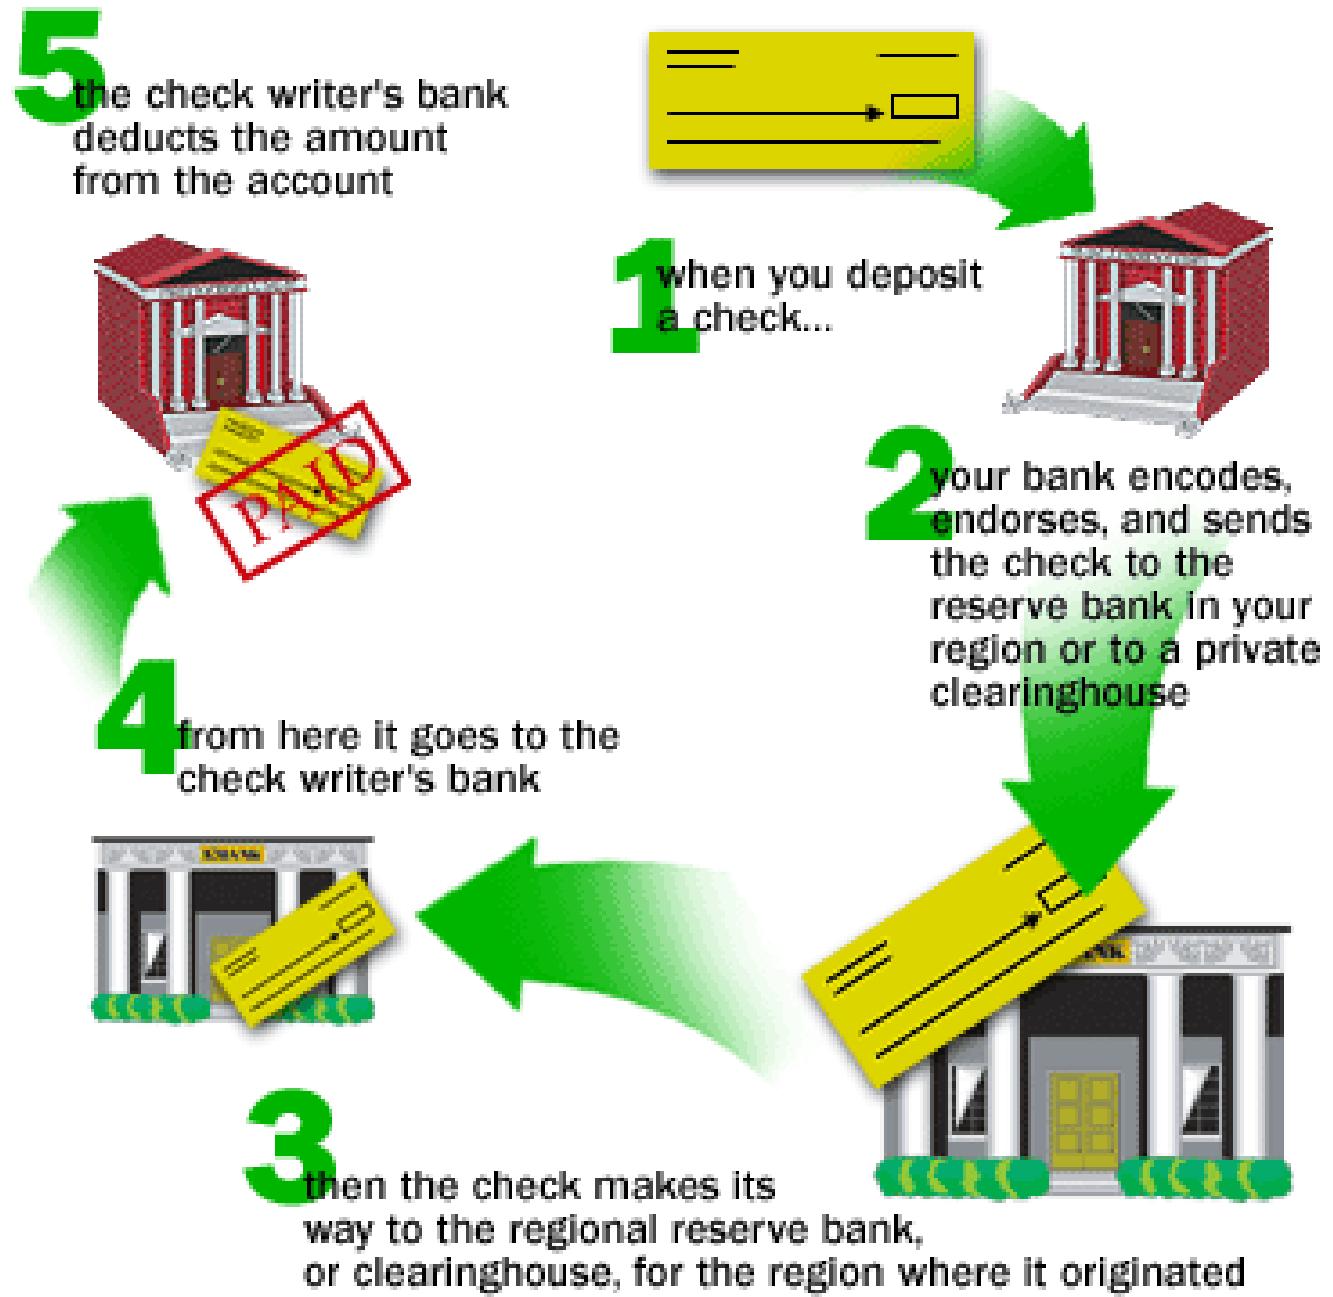 1
when you deposit
a check...
2
your bank encodes,
endorses, and sends
the check to the
reserve bank in your
region or to a private
clearinghouse
3
then the check makes its
way to the regional reserve bank,
or clearinghouse, for the region where it originated
4
from here it goes to the
check writer's bank
5
the check writer's bank
deducts the amount
from the account
PAID